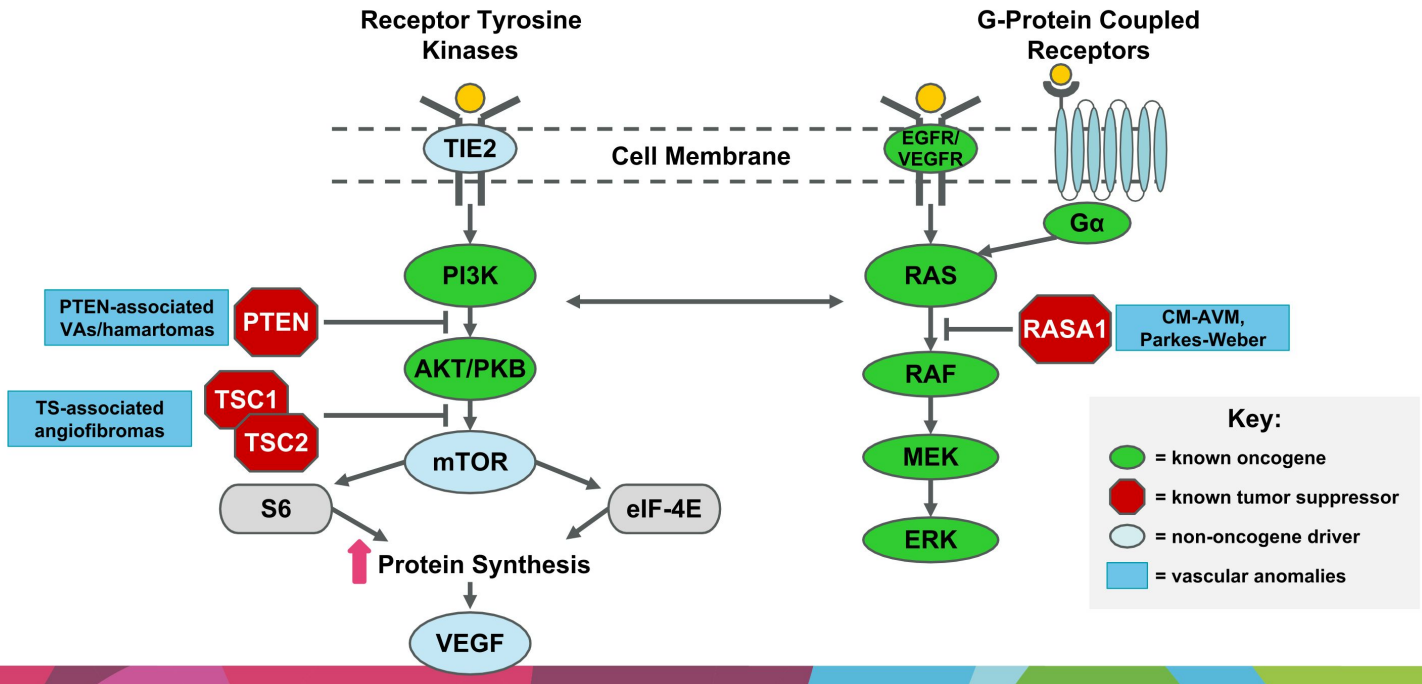 Receptor Tyrosine
Kinases
G-Protein Coupled
Receptors
TIE2
Cell Membrane
EGFR/
VEGFR
Gα
PI3K
RAS
PTEN-associated
VAs/hamartomas
PTEN
RASA1
CM-AVM,
Parkes-Weber
AKT/PKB
RAF
TS-associated
angiofibromas
TSC1
TSC2
mTOR
MEK
S6
eIF-4E
ERK
Protein Synthesis
VEGF
Key:
= known oncogene
= known tumor suppressor
= non-oncogene driver
= vascular anomalies